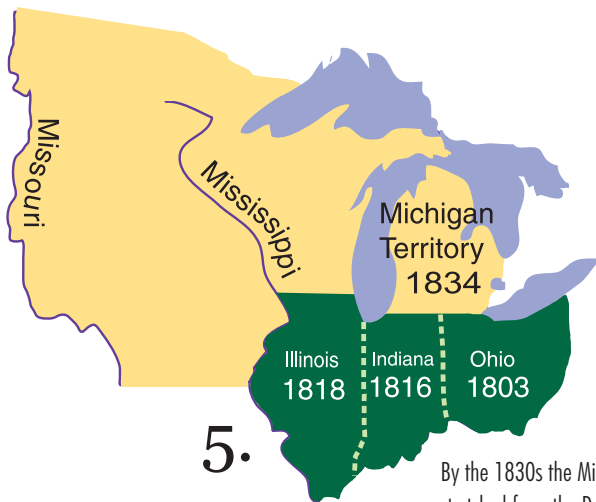 Missouri
Mississippi
Michigan
Territory
1834
Illinois
1818
Indiana
1816
Ohio
1803
5.
By the 1830s the Mi